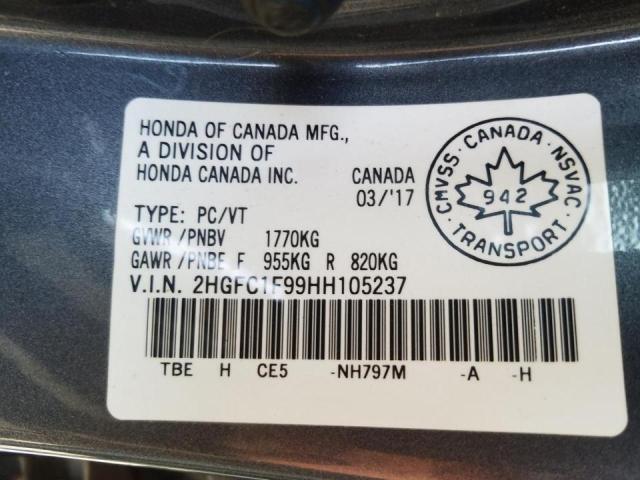 HONDA OF CANADA MFG.,
A DIVISION OF
HONDA CANADA INC. CANADA
03/'17
TYPE: PC/VT
GVWR/PNBV 1770KG
GAWR/PNBE F 955KG R 820KG
V.I.N. 2HGFC1F99HH105237
TBE H CE5 -NH797M -A -H
CMVSS · CANADA · NSVAC
942
· TRANSPORT ·